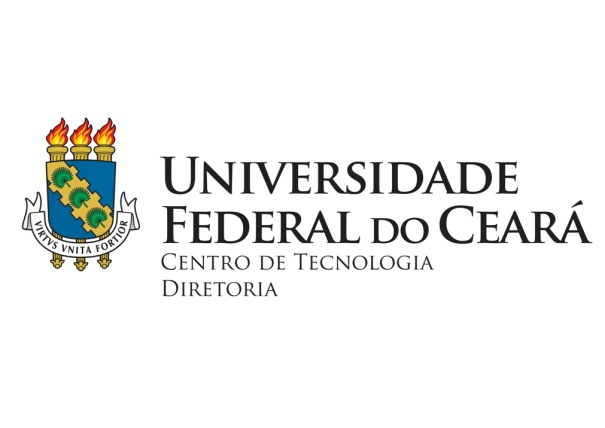 VIRTVS VNITA FORTIOR
UNIVERSIDADE
FEDERAL DO CEARÁ
CENTRO DE TECNOLOGIA
DIRETORIA